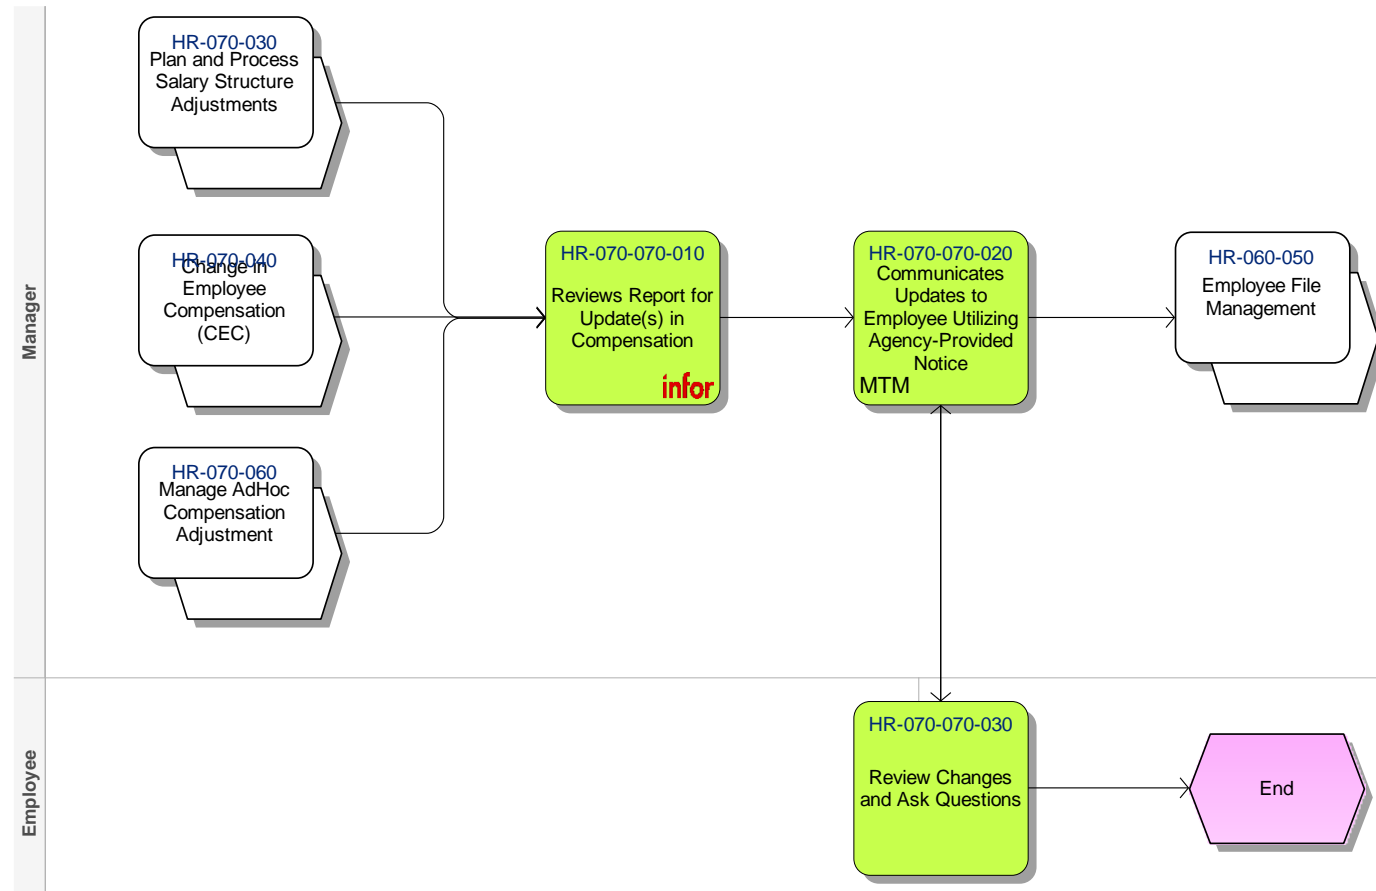 Manager
HR-070-030
Plan and Process
Salary Structure
Adjustments
HR-070-040
Change in
Employee
Compensation
(CEC)
HR-070-060
Manage AdHoc
Compensation
Adjustment
HR-070-070-010
Reviews Report for
Update(s) in
Compensation
infor
HR-070-070-020
Communicates
Updates to
Employee Utilizing
Agency-Provided
Notice
MTM
HR-060-050
Employee File
Management
Employee
HR-070-070-030
Review Changes
and Ask Questions
End